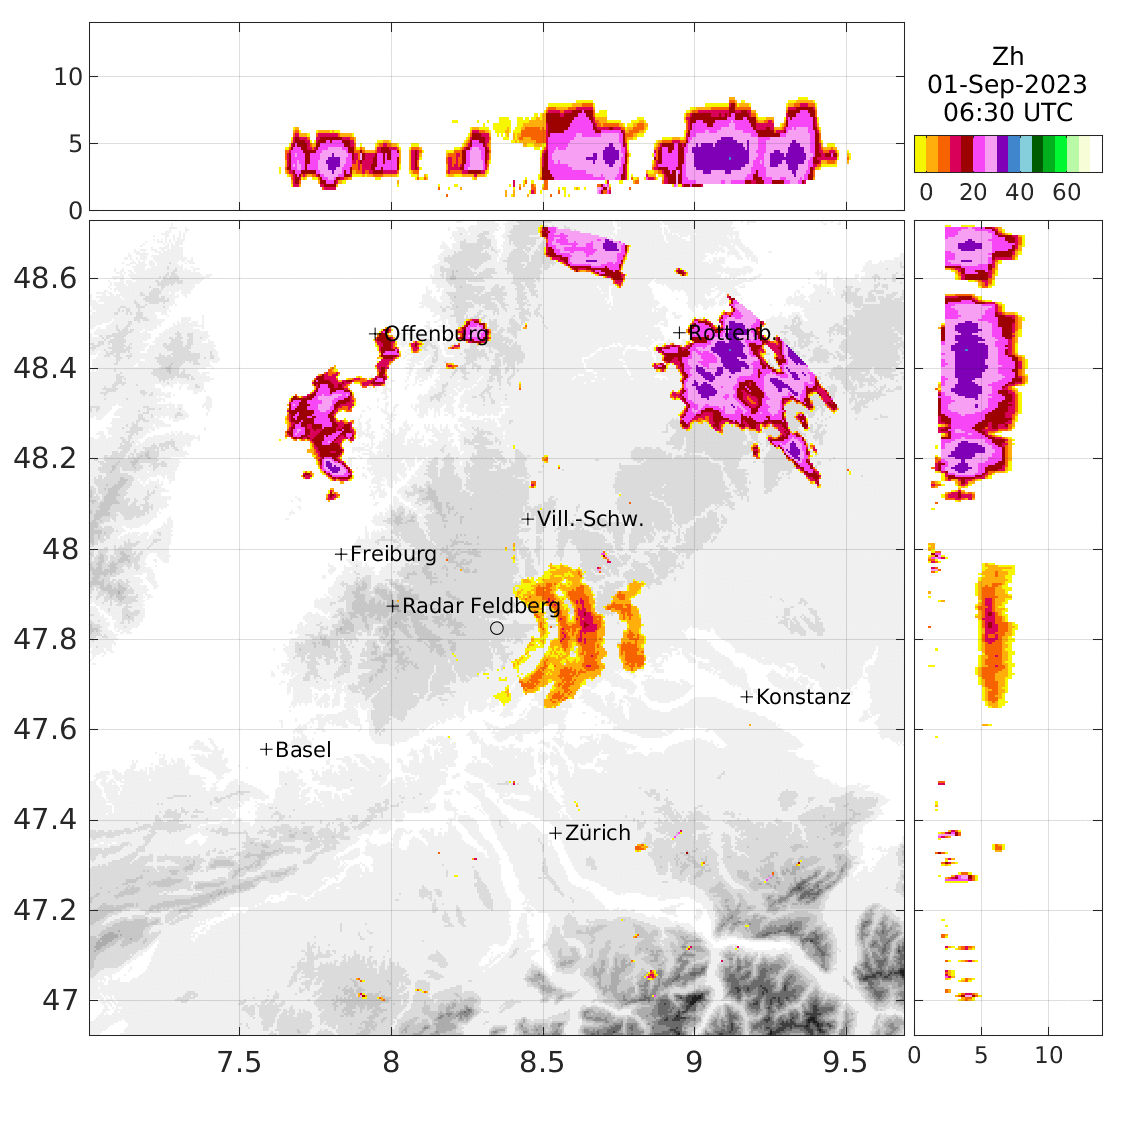 10
5
0
Zh
01-Sep-2023
06:30 UTC
0 20 40 60
48.6
48.4
48.2
48
47.8
47.6
47.4
47.2
47
Offenburg
Rottenb.
Vill.-Schw.
Freiburg
Radar Feldberg
Konstanz
Basel
Zürich
7.5 8 8.5 9 9.5
0 5 10